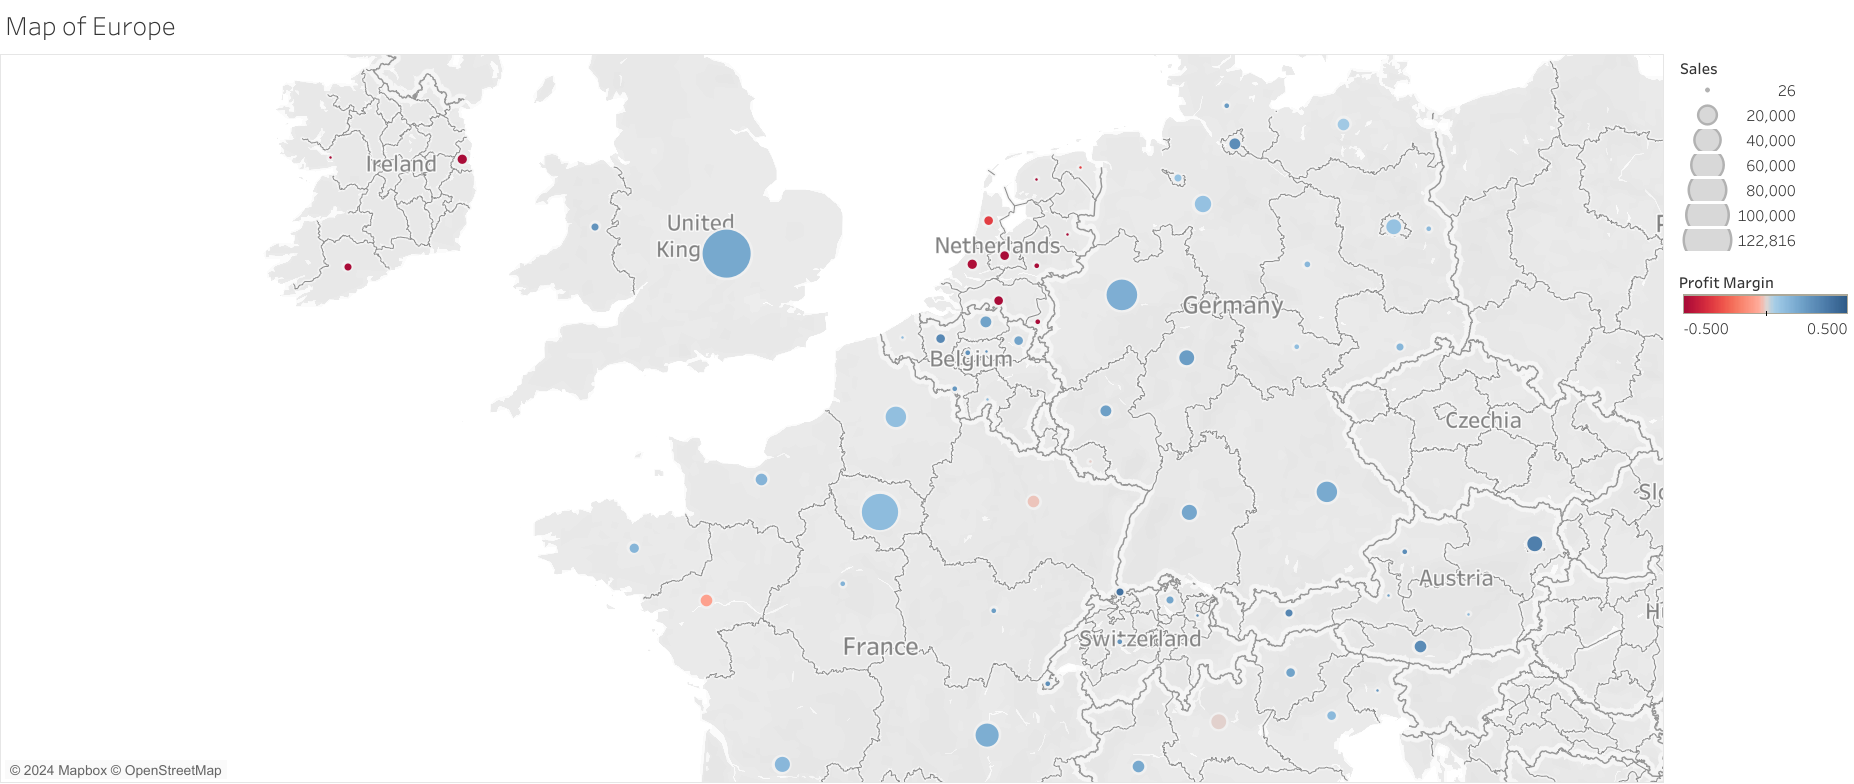 Map of Europe
Ireland
United
King
Netherlands
Belgium
Germany
Czechia
Slo
Austria
Switzerland
France
H
© 2024 Mapbox © OpenStreetMap
Sales
26
20,000
40,000
60,000
80,000
100,000
122,816
Profit Margin
-0.500
0.500